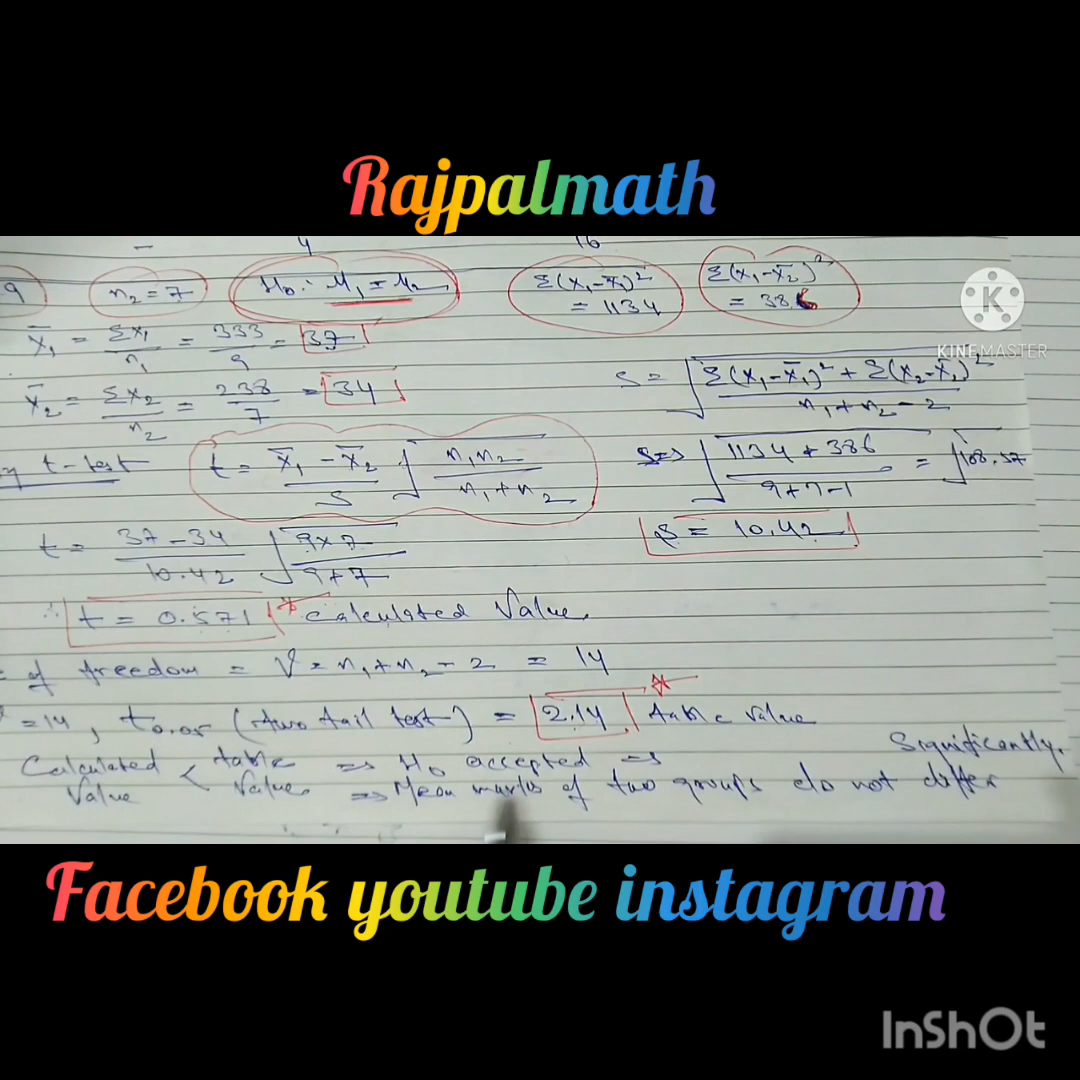 Rajpalmath
4 16
9 n₂ = 7 H₀ : μ₁ = μ₂ Σ(x₁-x̄₁)² = 1134 Σ(x₁-x̄₂)² = 386
x̄₁ = Σx₁/n₁ = 333/9 = 37
x̄₂ = Σx₂/n₂ = 238/7 = 34
S = √((Σ(x₁-x̄₁)² + Σ(x₂-x̄₂)²)/(n₁+n₂-2))
t-test t = (x̄₁ - x̄₂)/S √(n₁n₂/(n₁+n₂))
S => √((1134 + 386)/(9+7-1)) = √108.57
t = (37-34)/10.42 √((9×7)/(9+7))
S = 10.42
∴ t = 0.571 * Calculated Value
of freedom = V = n₁+n₂-2 = 14
=14, t0.05 (two tail test) = 2.14 * table value
Calculated Value < table Value => H₀ accepted =>
=> Mean marks of two groups do not differ Significantly.
KINEMASTER
Facebook youtube instagram
InShOt